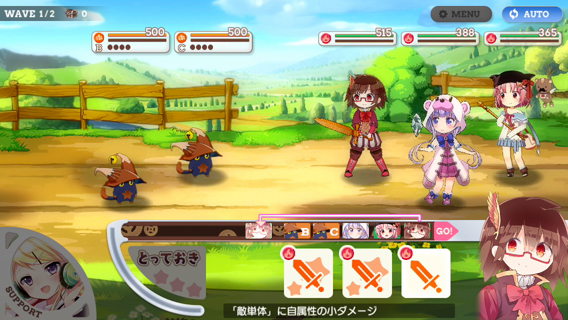 WAVE 1/2 0
MENU
AUTO
500
B
500
C
515
388
365
B
C
GO!
とっておき
SUPPORT
「敵単体」に自属性の小ダメージ